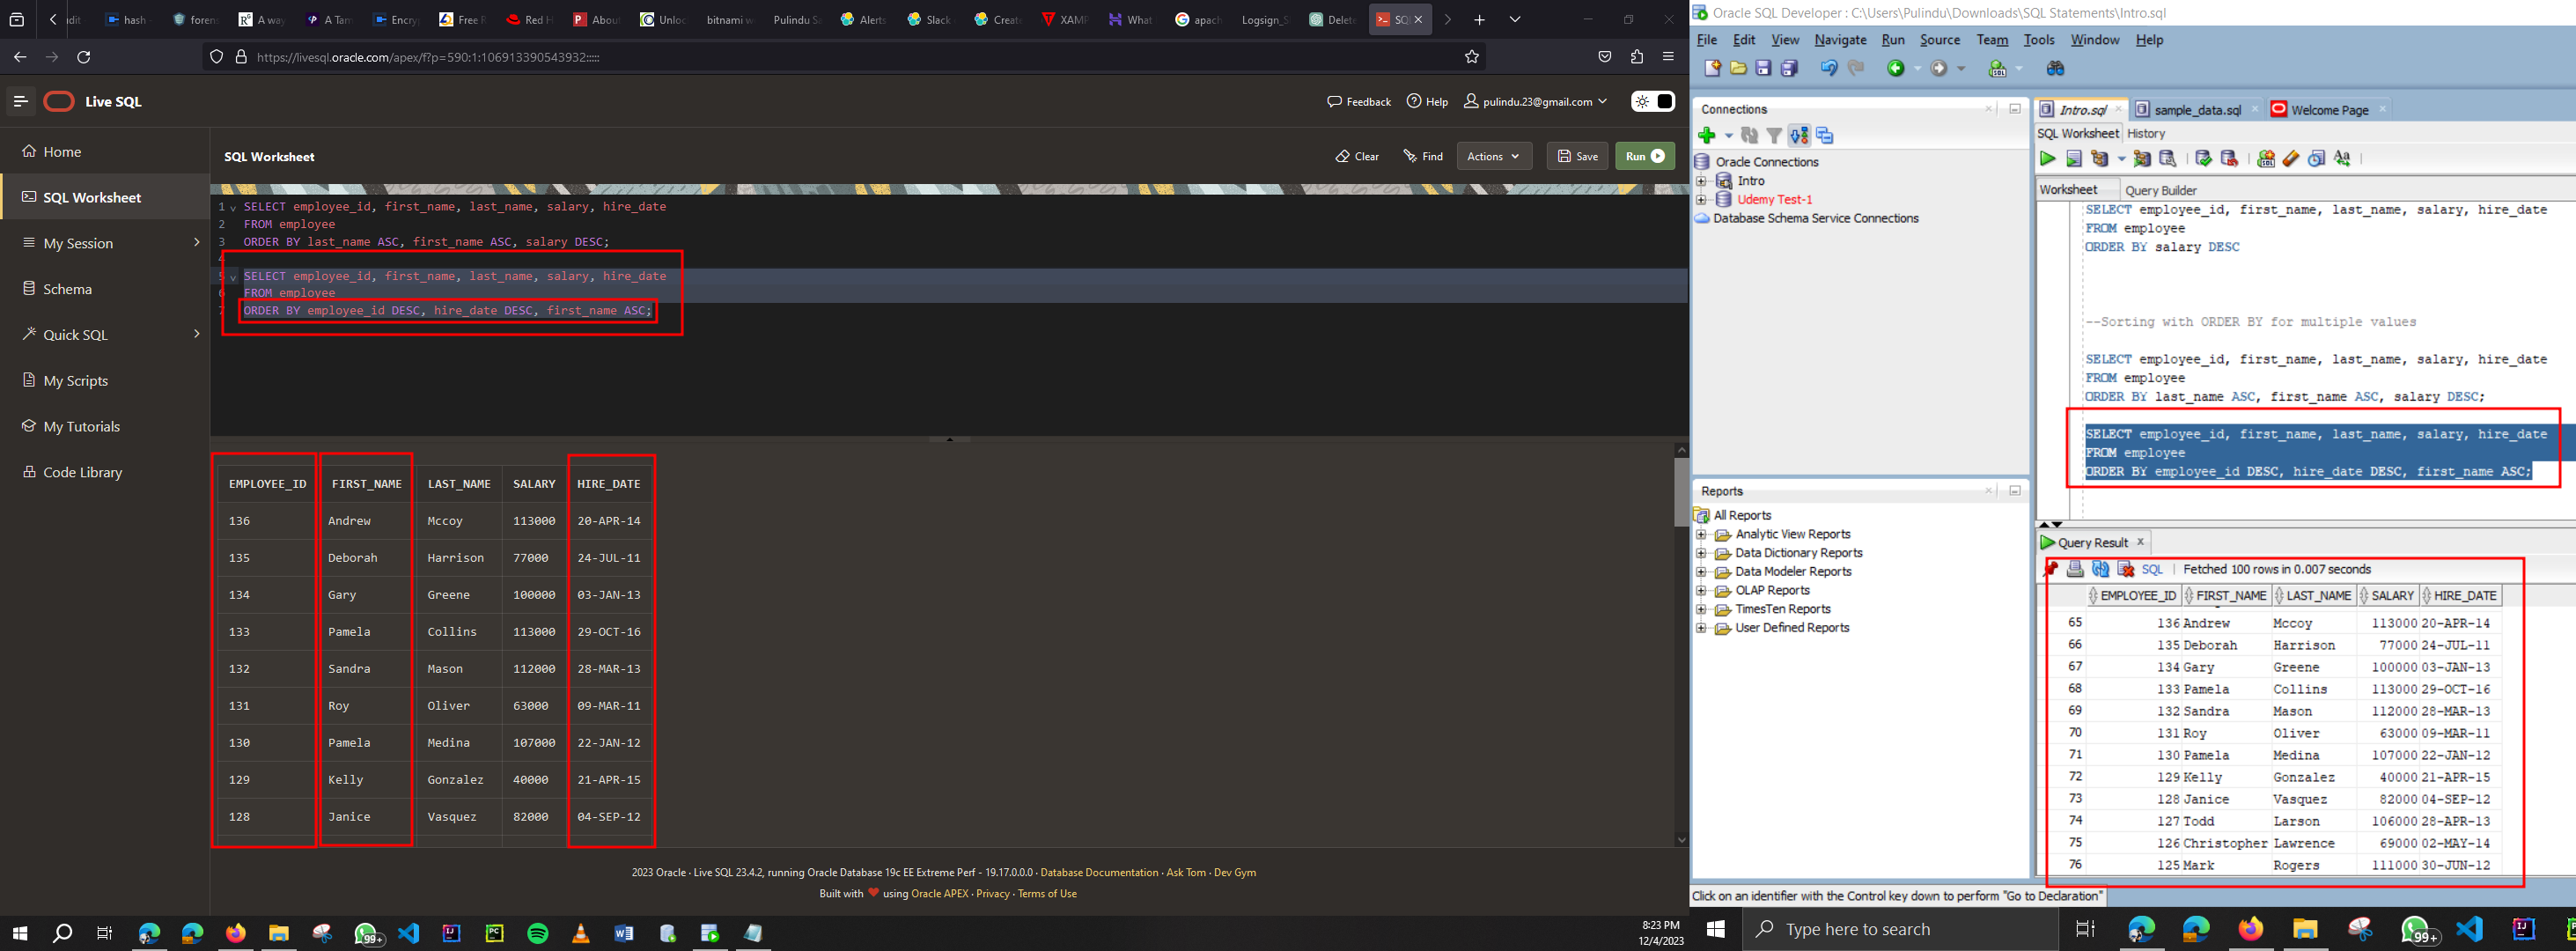 dit
hash -
forens
A way
A Tam
Encryp
Free R
Red H
About
Unloc
bitnami w
Pulindu Sa
Alerts
Slack
Create
XAMP
What
apach
Logsign_S
Delete
SQL
https://livesql.oracle.com/apex/f?p=590:1:106913390543932:::::
Live SQL
Feedback
Help
pulindu.23@gmail.com
Home
SQL Worksheet
My Session
Schema
Quick SQL
My Scripts
My Tutorials
Code Library
SQL Worksheet
Clear
Find
Actions
Save
Run
1 SELECT employee_id, first_name, last_name, salary, hire_date
2 FROM employee
3 ORDER BY last_name ASC, first_name ASC, salary DESC;
4
5 SELECT employee_id, first_name, last_name, salary, hire_date
6 FROM employee
7 ORDER BY employee_id DESC, hire_date DESC, first_name ASC;
EMPLOYEE_ID FIRST_NAME LAST_NAME SALARY HIRE_DATE
136 Andrew Mccoy 113000 20-APR-14
135 Deborah Harrison 77000 24-JUL-11
134 Gary Greene 100000 03-JAN-13
133 Pamela Collins 113000 29-OCT-16
132 Sandra Mason 112000 28-MAR-13
131 Roy Oliver 63000 09-MAR-11
130 Pamela Medina 107000 22-JAN-12
129 Kelly Gonzalez 40000 21-APR-15
128 Janice Vasquez 82000 04-SEP-12
2023 Oracle · Live SQL 23.4.2, running Oracle Database 19c EE Extreme Perf - 19.17.0.0.0 · Database Documentation · Ask Tom · Dev Gym
Built with ❤ using Oracle APEX · Privacy · Terms of Use
99+
8:23 PM
12/4/2023
Oracle SQL Developer : C:\Users\Pulindu\Downloads\SQL Statements\Intro.sql
File Edit View Navigate Run Source Team Tools Window Help
Connections
Oracle Connections
Intro
Udemy Test-1
Database Schema Service Connections
Reports
All Reports
Analytic View Reports
Data Dictionary Reports
Data Modeler Reports
OLAP Reports
TimesTen Reports
User Defined Reports
Intro.sql
sample_data.sql
Welcome Page
SQL Worksheet History
Worksheet Query Builder
SELECT employee_id, first_name, last_name, salary, hire_date
FROM employee
ORDER BY salary DESC
--Sorting with ORDER BY for multiple values
SELECT employee_id, first_name, last_name, salary, hire_date
FROM employee
ORDER BY last_name ASC, first_name ASC, salary DESC;
SELECT employee_id, first_name, last_name, salary, hire_date
FROM employee
ORDER BY employee_id DESC, hire_date DESC, first_name ASC;
Query Result
SQL | Fetched 100 rows in 0.007 seconds
EMPLOYEE_ID FIRST_NAME LAST_NAME SALARY HIRE_DATE
65 136 Andrew Mccoy 113000 20-APR-14
66 135 Deborah Harrison 77000 24-JUL-11
67 134 Gary Greene 100000 03-JAN-13
68 133 Pamela Collins 113000 29-OCT-16
69 132 Sandra Mason 112000 28-MAR-13
70 131 Roy Oliver 63000 09-MAR-11
71 130 Pamela Medina 107000 22-JAN-12
72 129 Kelly Gonzalez 40000 21-APR-15
73 128 Janice Vasquez 82000 04-SEP-12
74 127 Todd Larson 106000 28-APR-13
75 126 Christopher Lawrence 69000 02-MAY-14
76 125 Mark Rogers 111000 30-JUN-12
Click on an identifier with the Control key down to perform "Go to Declaration"
Type here to search
99+